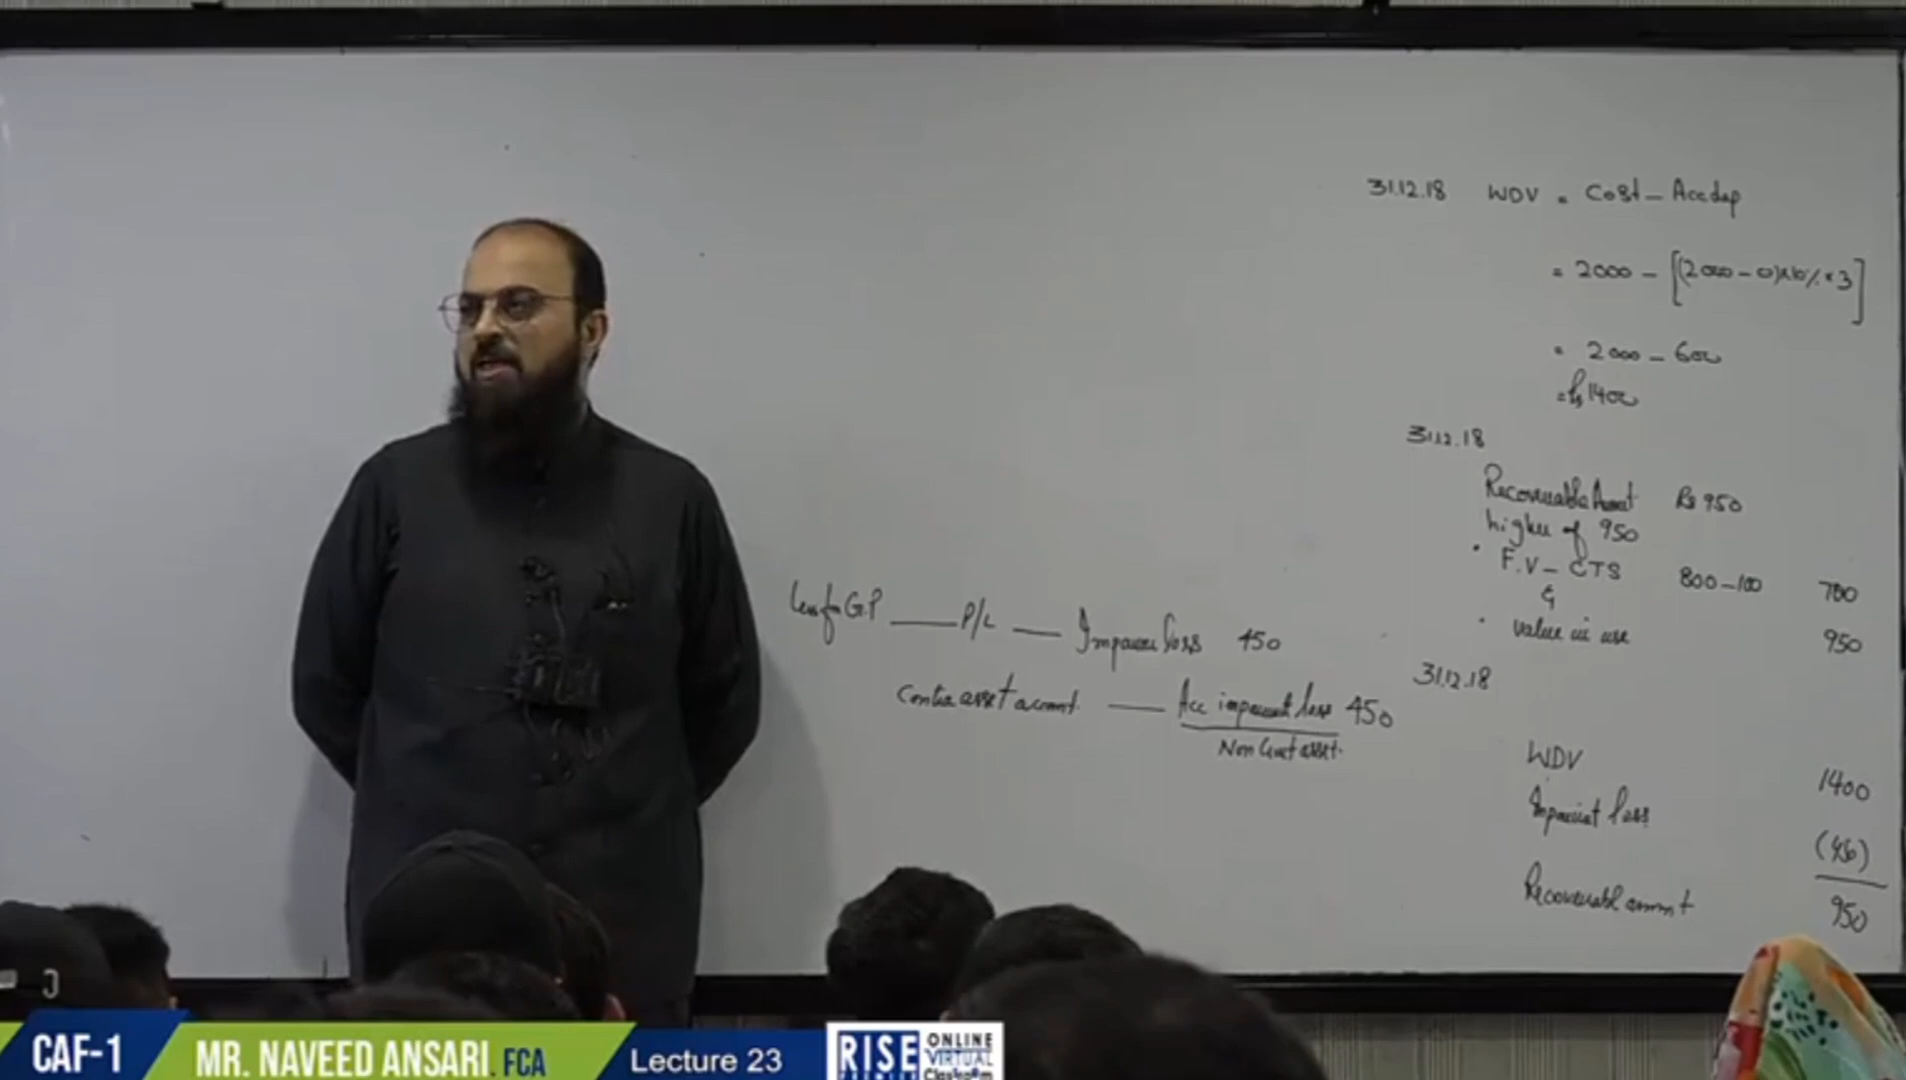 31.12.18 WDV = Cost - Acc dep
= 2000 - [(2000 - 0) x 10% x 3]
= 2000 - 600
= Rs 1400
31.12.18
Recoverable Amount Rs 950
higher of 950
• F.V - CTS 800 - 100 700
&
• value in use 950
31.12.18
WDV 1400
Impairment loss (450)
Recoverable amount 950
G.P — P/L — Impairment loss 450
Contra asset account — Acc impairment loss 450
Non Current asset.
CAF-1
MR. NAVEED ANSARI. FCA
Lecture 23
RISE
PREMIER
ONLINE
VIRTUAL
Classroom